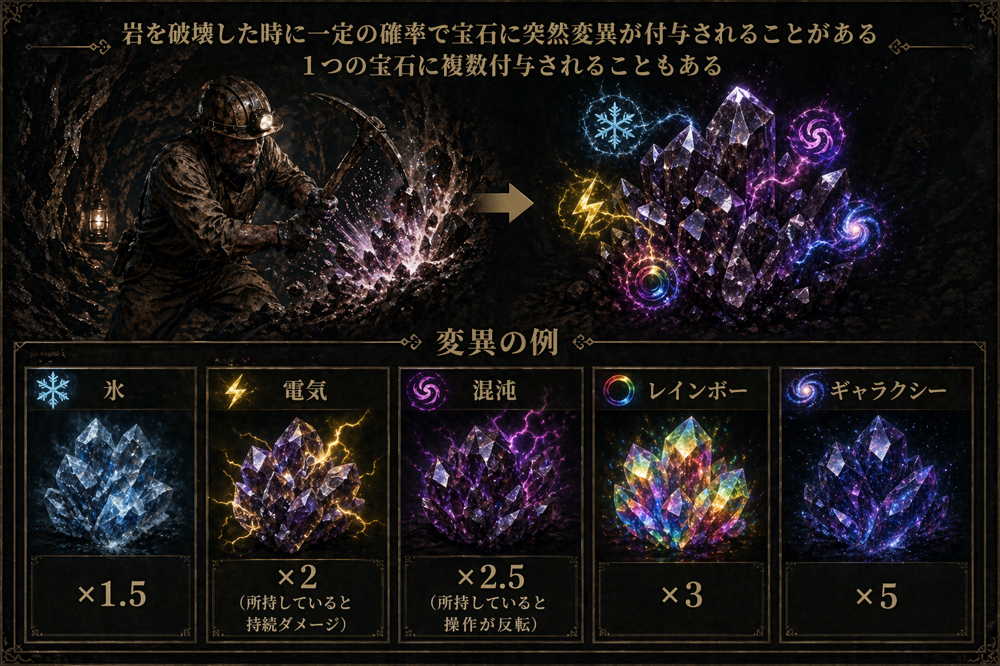 岩を破壊した時に一定の確率で宝石に突然変異が付与されることがある
1つの宝石に複数付与されることもある
変異の例
氷
×1.5
電気
×2
(所持していると
持続ダメージ)
混沌
×2.5
(所持していると
操作が反転)
レインボー
×3
ギャラクシー
×5